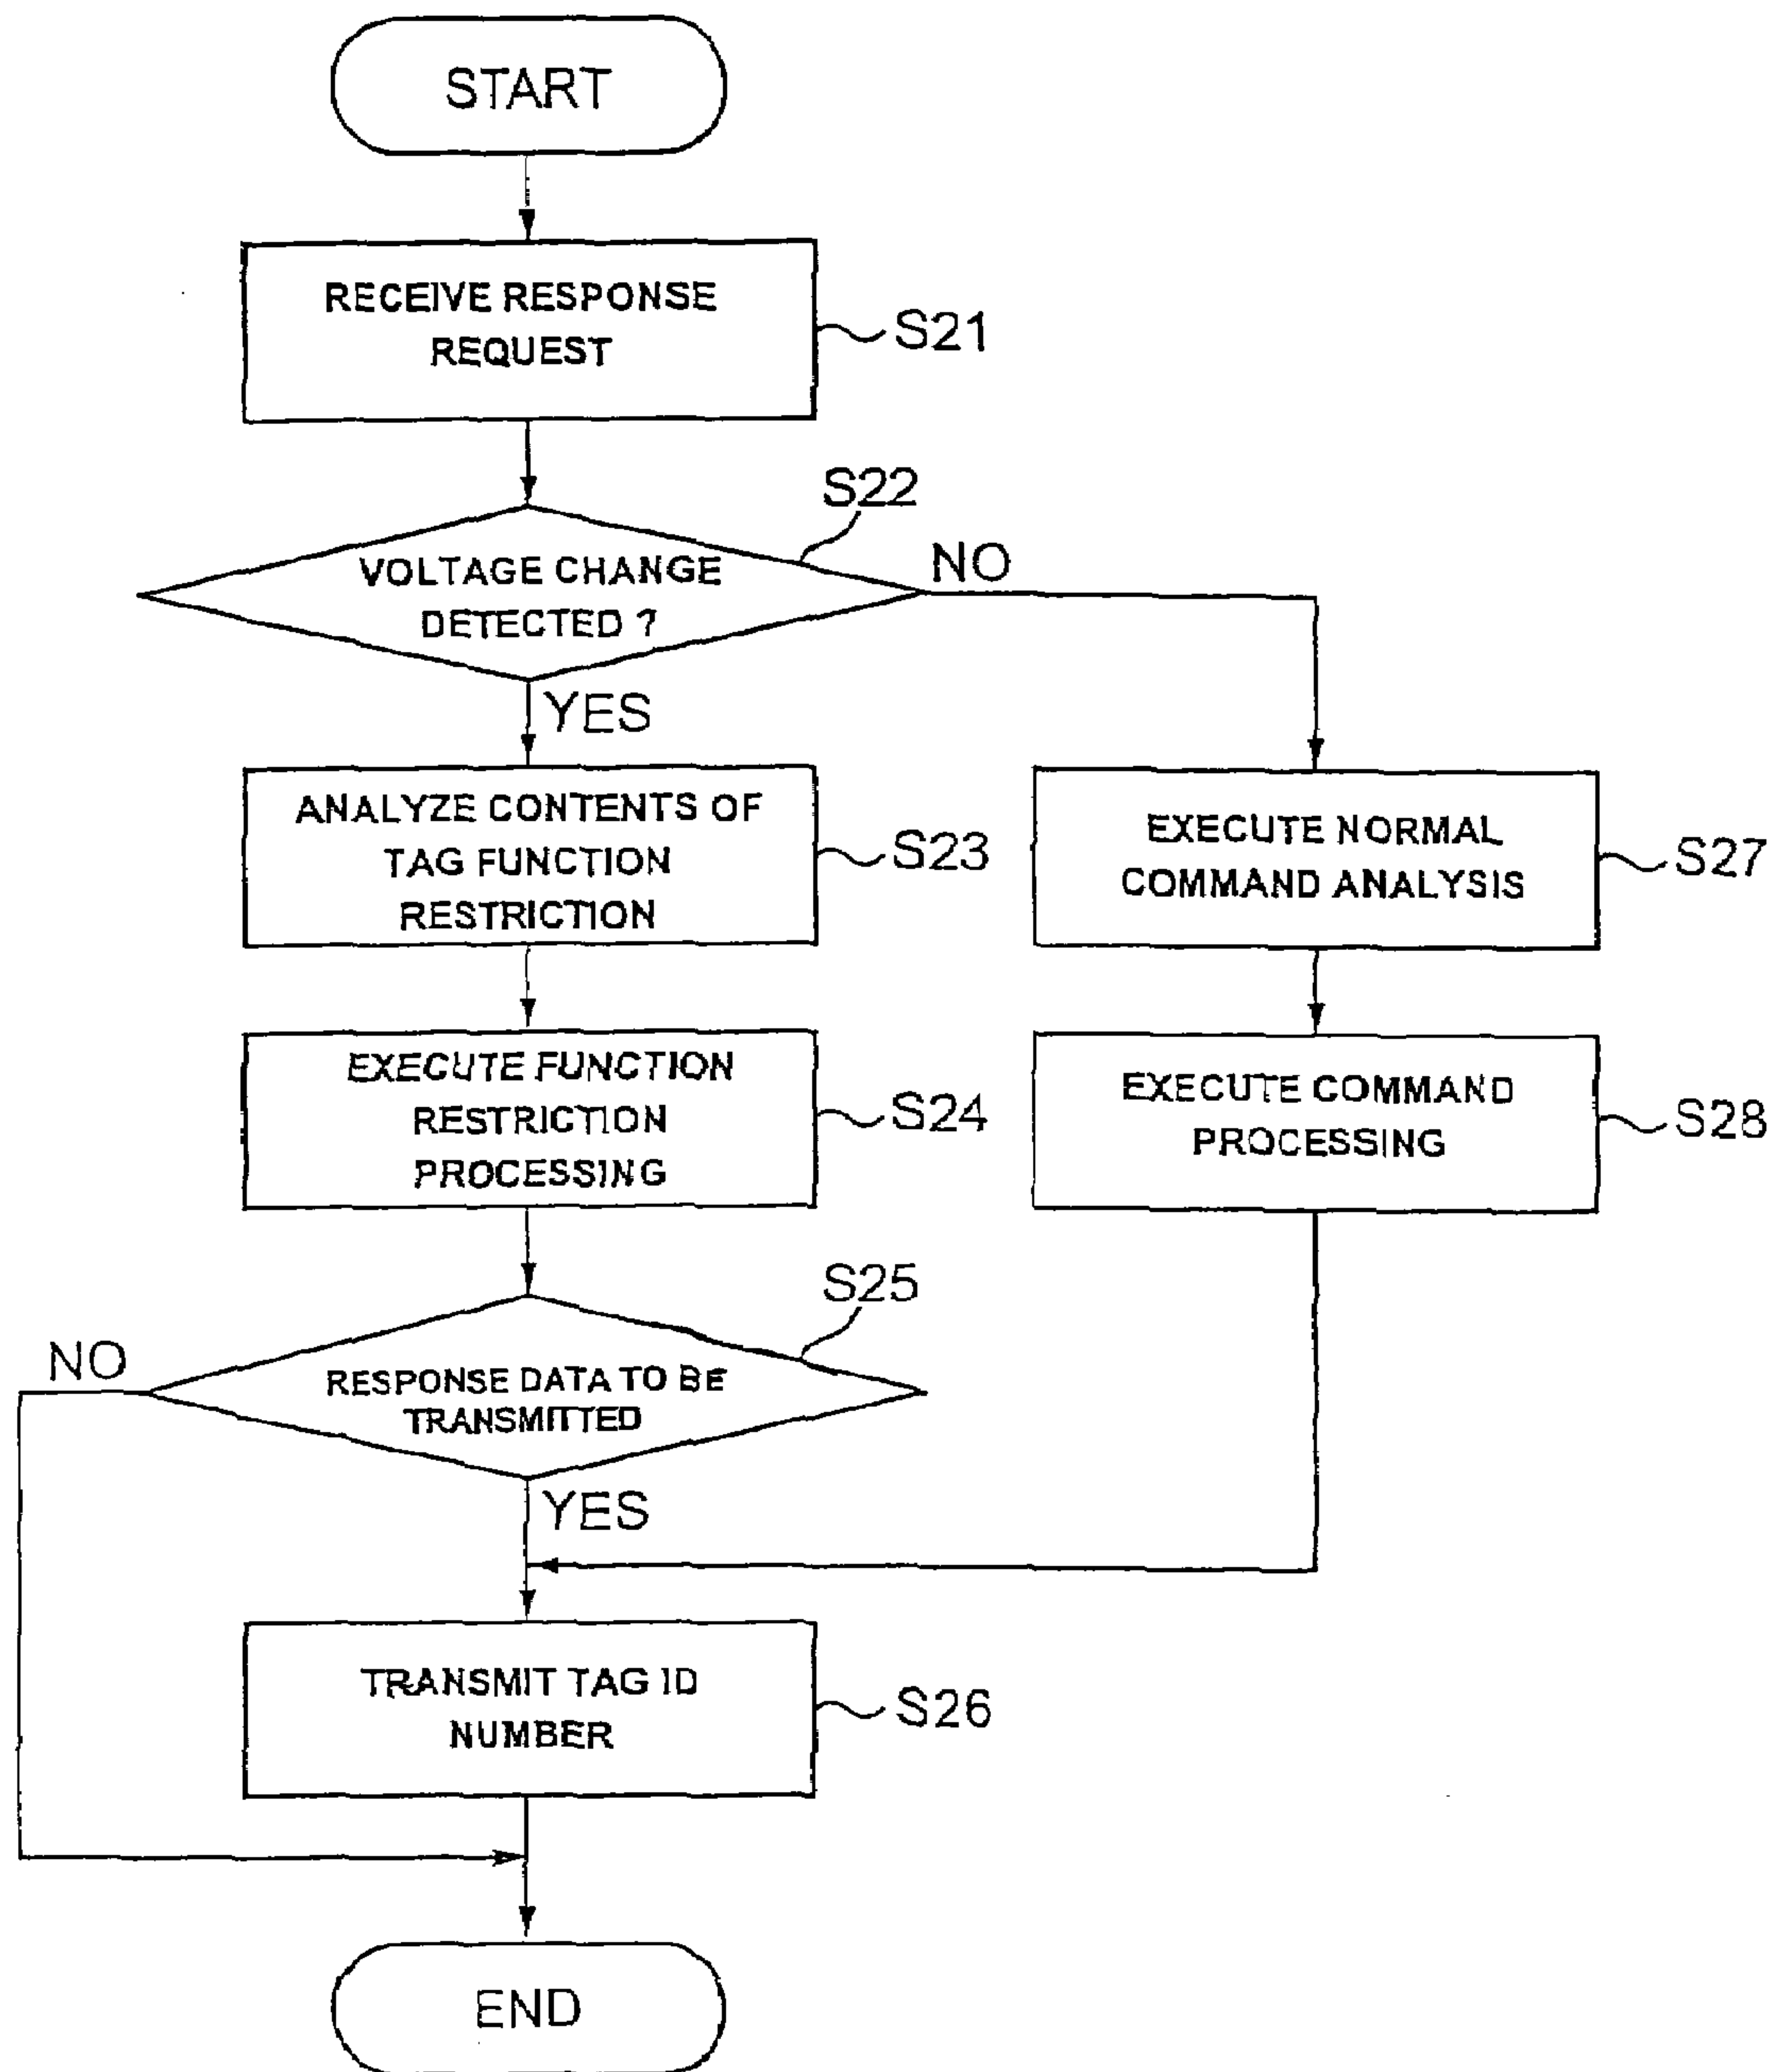 START
RECEIVE RESPONSE
REQUEST
S21
S22
VOLTAGE CHANGE
DETECTED ?
NO
YES
ANALYZE CONTENTS OF
TAG FUNCTION
RESTRICTION
S23
EXECUTE NORMAL
COMMAND ANALYSIS
S27
EXECUTE FUNCTION
RESTRICTION
PROCESSING
S24
EXECUTE COMMAND
PROCESSING
S28
S25
NO
RESPONSE DATA TO BE
TRANSMITTED
YES
TRANSMIT TAG ID
NUMBER
S26
END